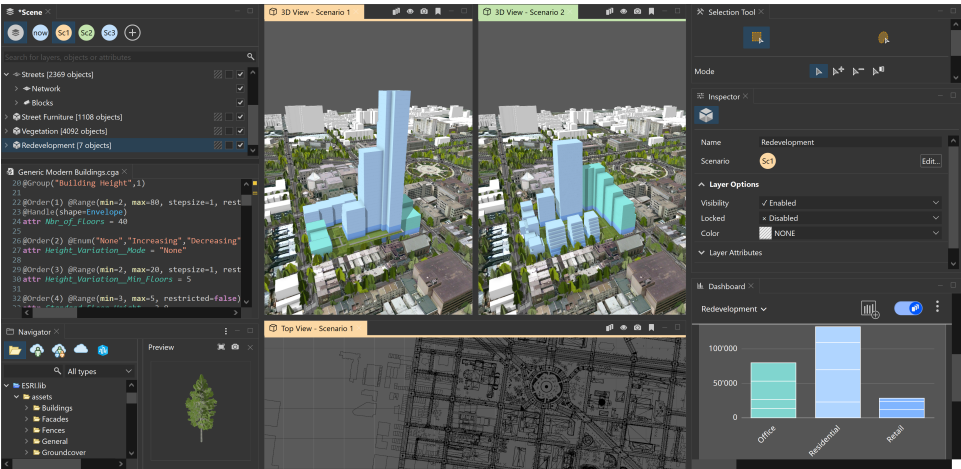 *Scene
now Sc1 Sc2 Sc3
Search for layers, objects or attributes
Streets [2369 objects]
Network
Blocks
Street Furniture [1108 objects]
Vegetation [4092 objects]
Redevelopment [7 objects]
Generic Modern Buildings.cga
20 @Group("Building Height",1)
21
22 @Order(1) @Range(min=2, max=80, stepsize=1, rest
23 @Handle(shape=Envelope)
24 attr Nbr_of_Floors = 40
25
26 @Order(2) @Enum("None","Increasing","Decreasing"
27 attr Height_Variation__Mode = "None"
28
29 @Order(3) @Range(min=2, max=20, stepsize=1, rest
30 attr Height_Variation__Min_Floors = 5
31
32 @Order(4) @Range(min=3, max=5, restricted=false)
Navigator
All types
ESRI.lib
assets
Buildings
Facades
Fences
General
Groundcover
Preview
3D View - Scenario 1
3D View - Scenario 2
Top View - Scenario 1
Selection Tool
Mode
Inspector
Name Redevelopment
Scenario Sc1 Edit...
Layer Options
Visibility ✓ Enabled
Locked × Disabled
Color NONE
Layer Attributes
Dashboard
Redevelopment
100'000
50'000
0
Office
Residential
Retail